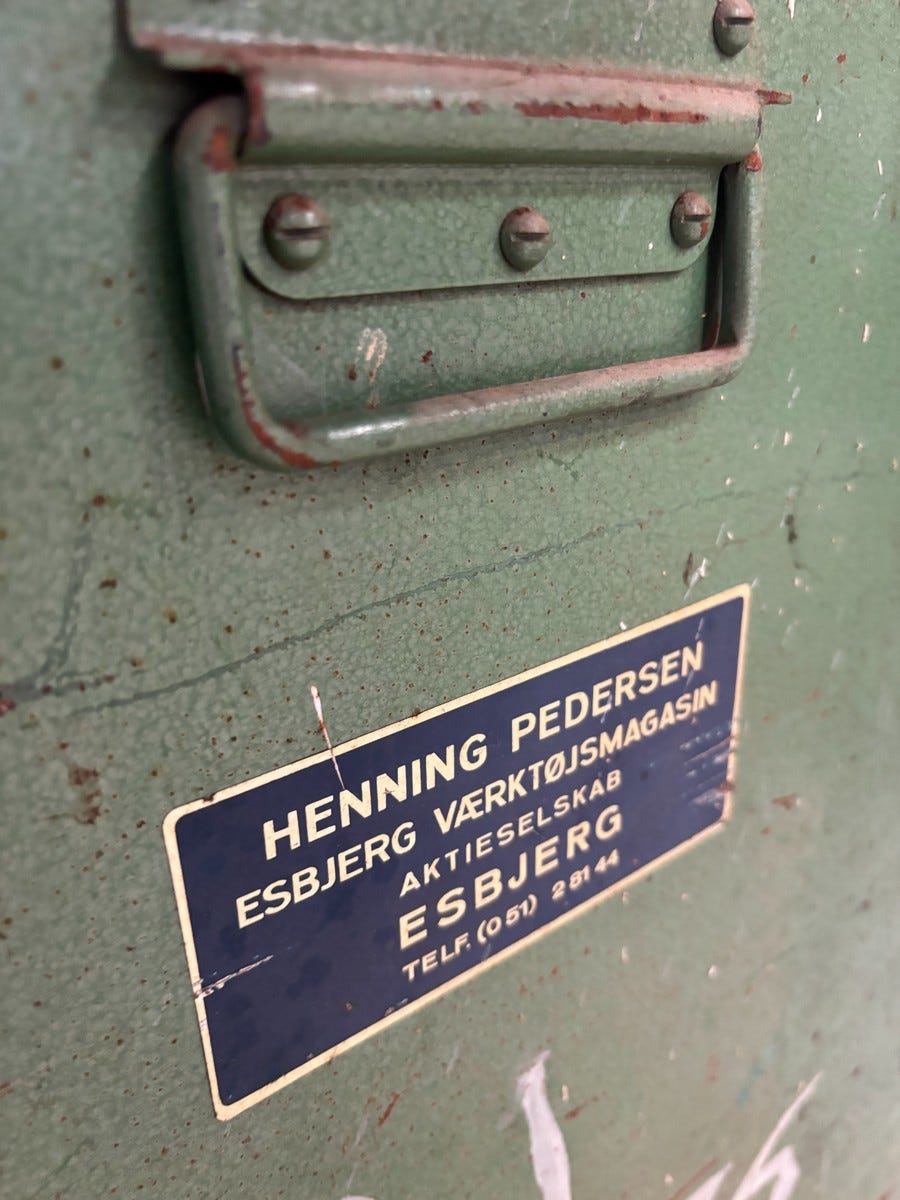 HENNING PEDERSEN
ESBJERG VÆRKTØJSMAGASIN
AKTIESELSKAB
ESBJERG
TELF. (051) 28144